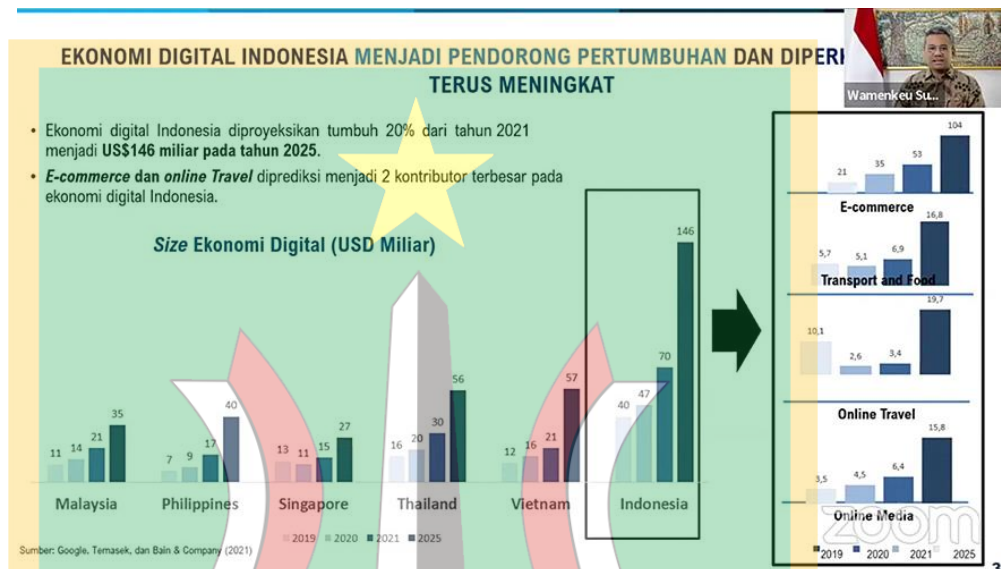 EKONOMI DIGITAL INDONESIA MENJADI PENDORONG PERTUMBUHAN DAN
TERUS MENINGKAT
Wamenkeu Su...
• Ekonomi digital Indonesia diproyeksikan tumbuh 20% dari tahun 2021
menjadi US$146 miliar pada tahun 2025.
• E-commerce dan online Travel diprediksi menjadi 2 kontributor terbesar pada
ekonomi digital Indonesia.
Size Ekonomi Digital (USD Miliar)
11 14 21 35
Malaysia
7 9 17 40
Philippines
13 11 15 27
Singapore
16 20 30 56
Thailand
12 16 21 57
Vietnam
40 47 70 146
Indonesia
2019 2020 2021 2025
Sumber: Google, Temasek, dan Bain & Company (2021)
21 35 53 104
E-commerce
5,7 5,1 6,9 16,8
Transport and Food
10,1 2,6 3,4 19,7
Online Travel
3,5 4,5 6,4 15,8
Online Media
zoom
2019 2020 2021 2025
3